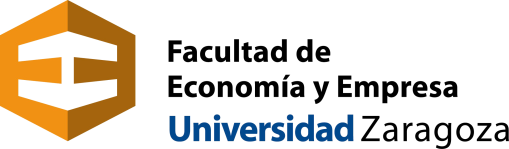 Facultad de
Economía y Empresa
Universidad Zaragoza